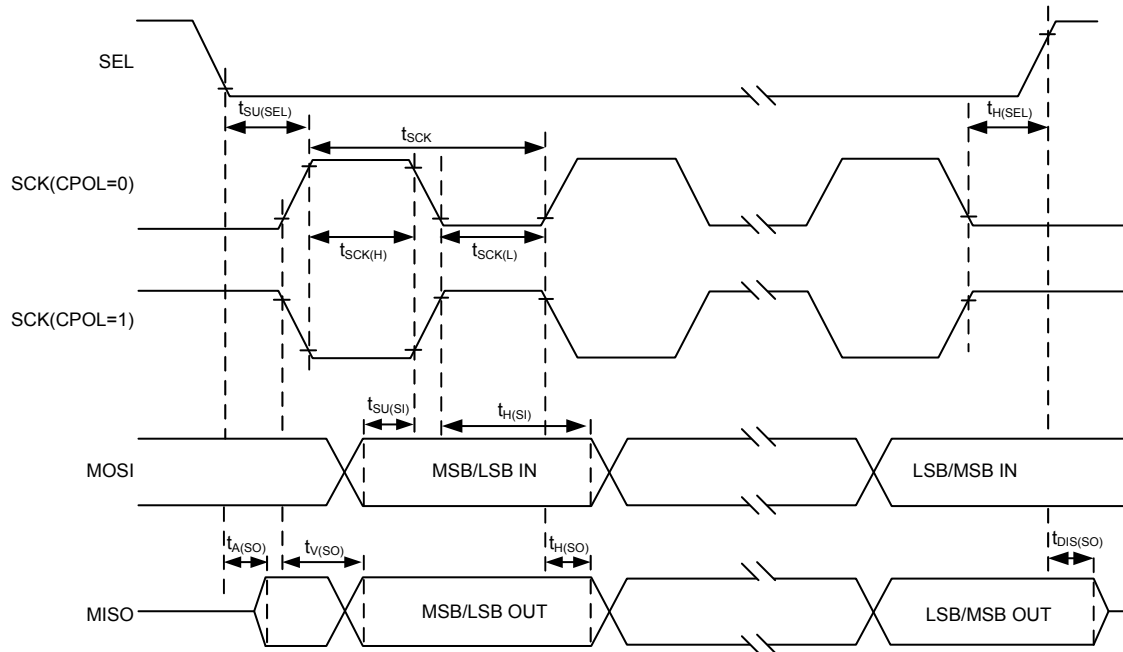 SEL
tSU(SEL)
tH(SEL)
tSCK
SCK(CPOL=0)
tSCK(H)
tSCK(L)
SCK(CPOL=1)
tSU(SI)
tH(SI)
MOSI
MSB/LSB IN
LSB/MSB IN
tA(SO)
tV(SO)
tH(SO)
tDIS(SO)
MISO
MSB/LSB OUT
LSB/MSB OUT